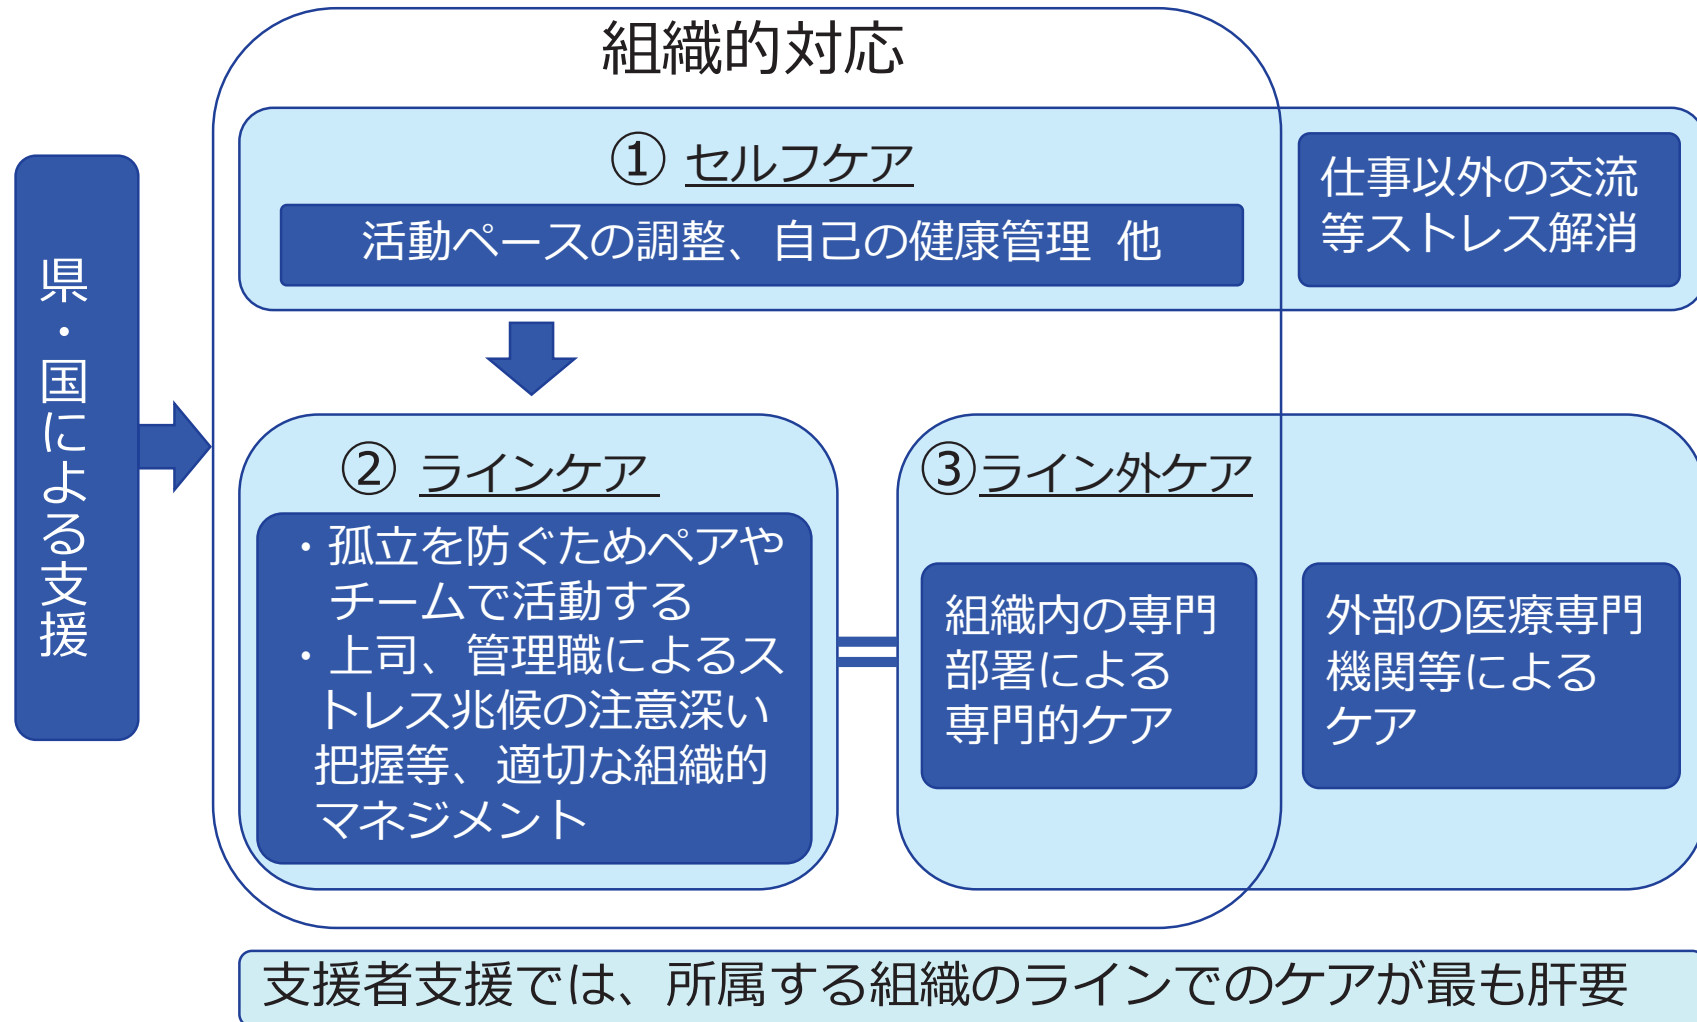 組織的対応
① セルフケア
活動ペースの調整、自己の健康管理 他
仕事以外の交流
等ストレス解消
県・国による支援
② ラインケア
・孤立を防ぐためペアや
チームで活動する
・上司、管理職によるス
トレス兆候の注意深い
把握等、適切な組織的
マネジメント
③ライン外ケア
組織内の専門
部署による
専門的ケア
外部の医療専門
機関等による
ケア
支援者支援では、所属する組織のラインでのケアが最も肝要